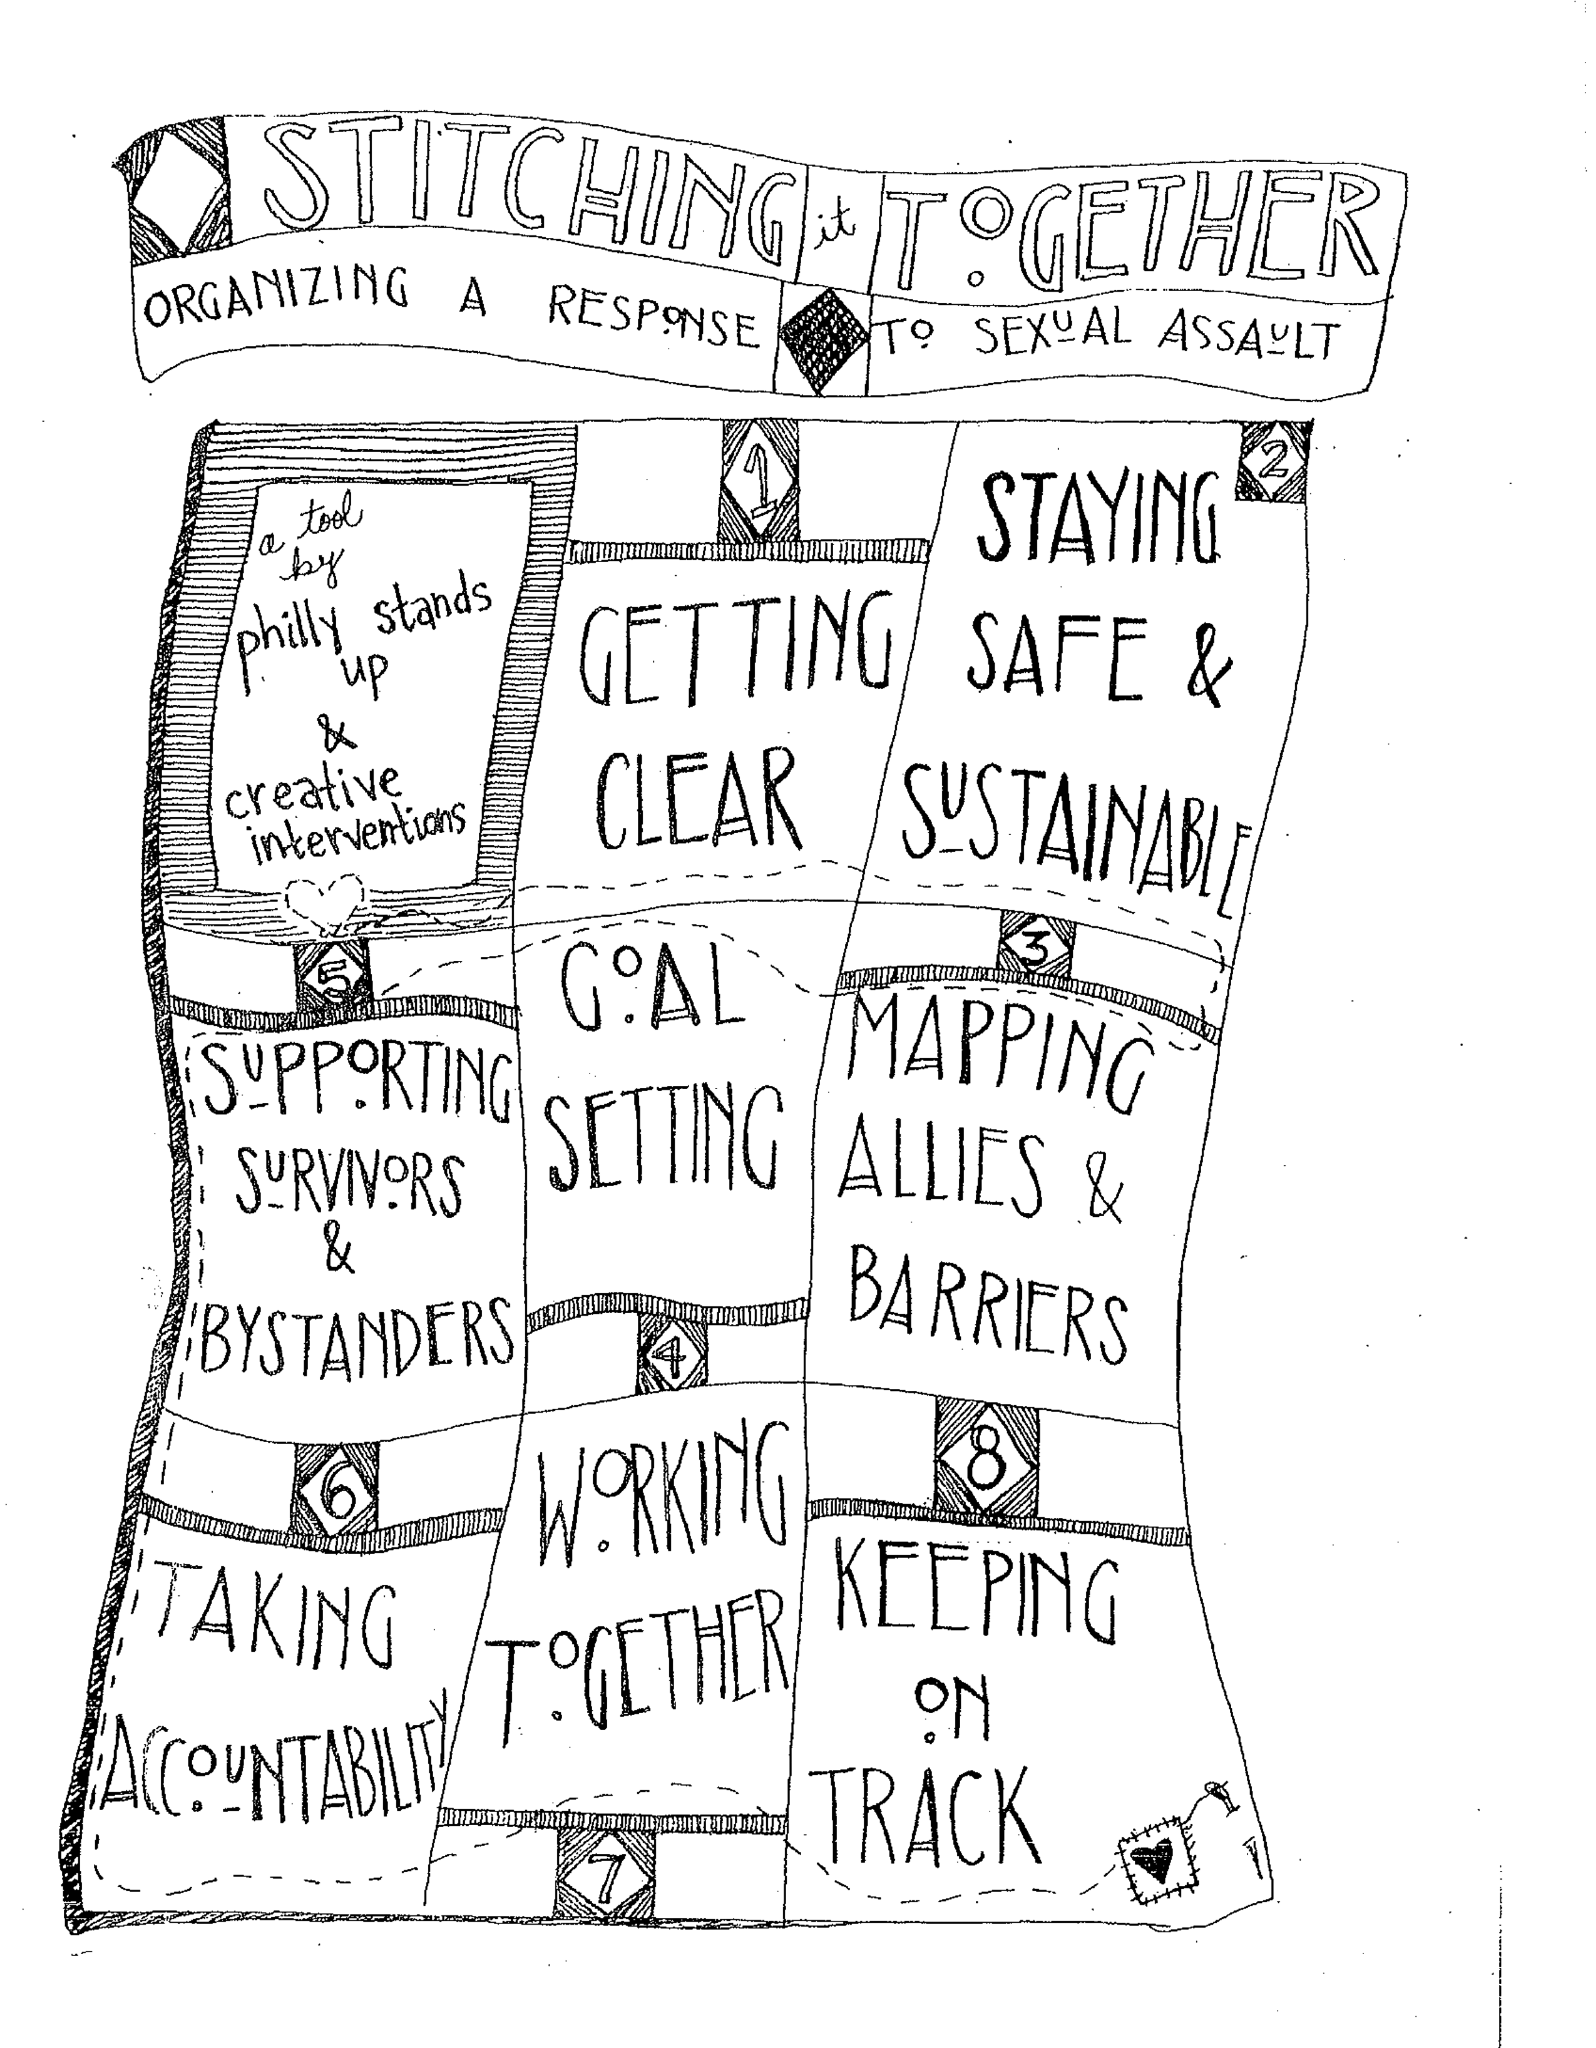 STITCHING it TOGETHER
ORGANIZING A RESPONSE TO SEXUAL ASSAULT
a tool
by
philly stands
up
&
creative
interventions
1
GETTING
CLEAR
2
STAYING
SAFE &
SUSTAINABLE
3
MAPPING
ALLIES &
BARRIERS
GOAL
SETTING
4
5
SUPPORTING
SURVIVORS
&
BYSTANDERS
6
TAKING
ACCOUNTABILITY
WORKING
TOGETHER
7
8
KEEPING
ON
TRACK